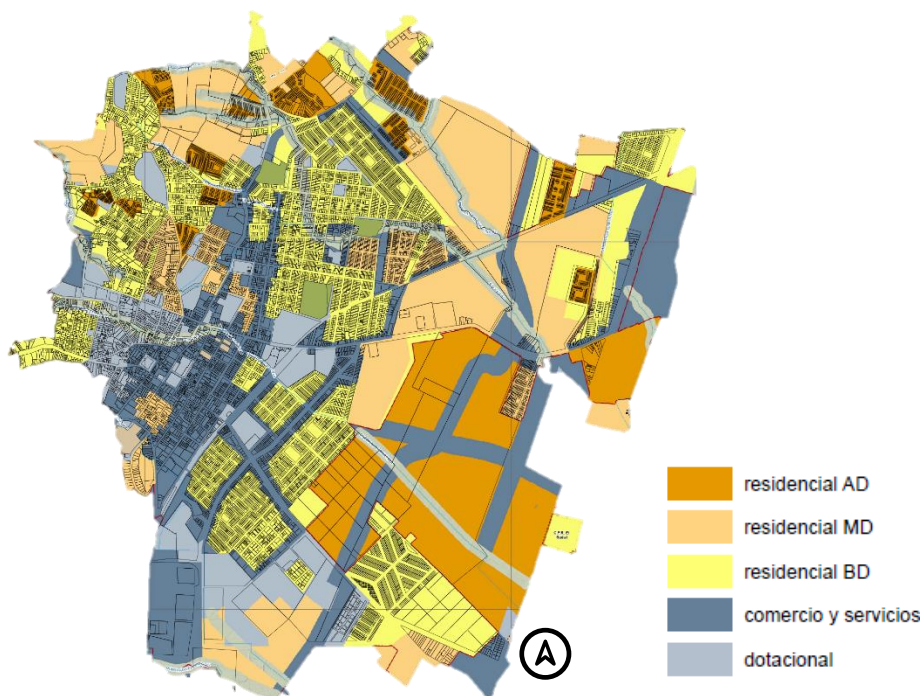 residencial AD
residencial MD
residencial BD
comercio y servicios
dotacional